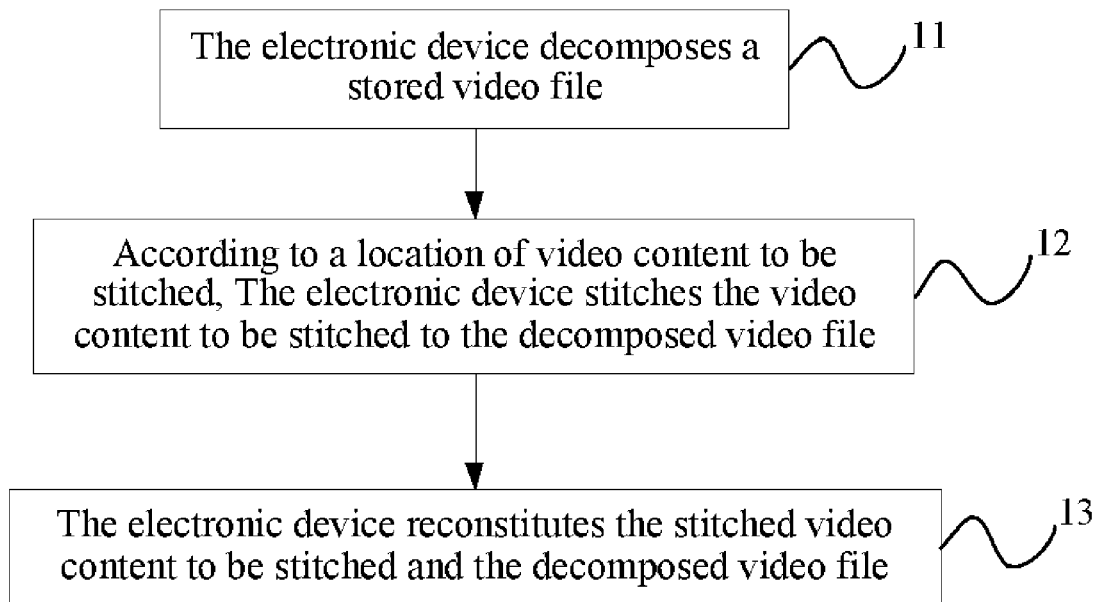 The electronic device decomposes a
stored video file
11
According to a location of video content to be
stitched, The electronic device stitches the video
content to be stitched to the decomposed video file
12
The electronic device reconstitutes the stitched video
content to be stitched and the decomposed video file
13